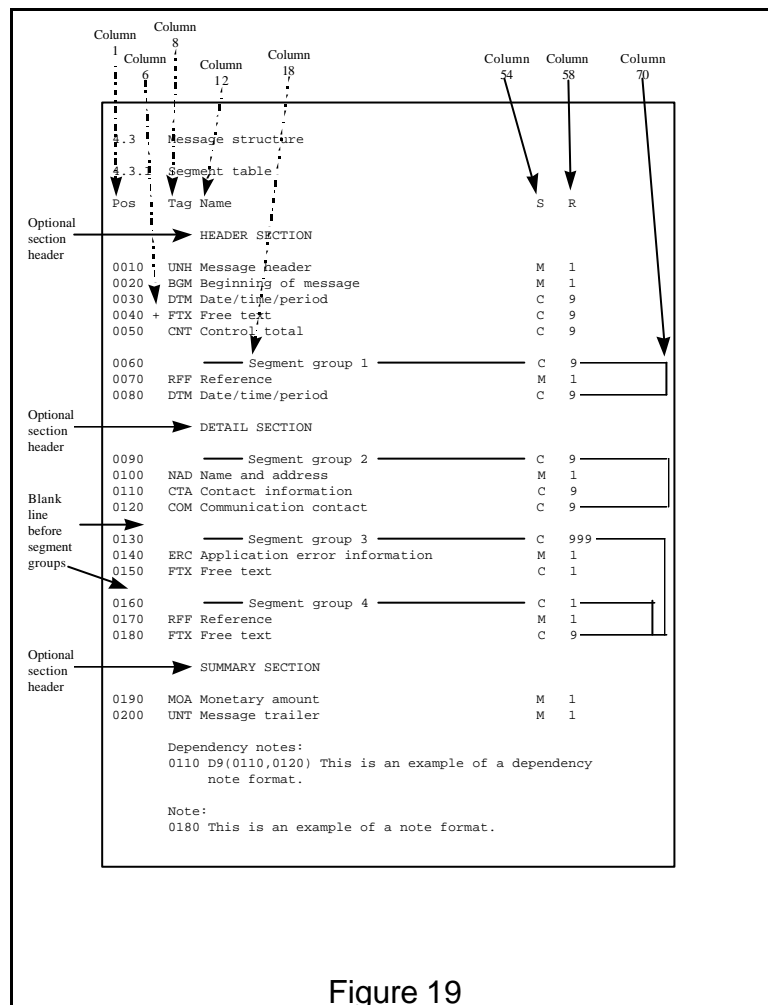 Column
1
Column
6
Column
8
Column
12
Column
18
Column
54
Column
58
Column
70
4.3 Message structure
4.3.1 Segment table
Pos Tag Name S R
Optional
section
header
HEADER SECTION
0010 UNH Message header M 1
0020 BGM Beginning of message M 1
0030 DTM Date/time/period C 9
0040 + FTX Free text C 9
0050 CNT Control total C 9
0060 Segment group 1 C 9
0070 RFF Reference M 1
0080 DTM Date/time/period C 9
Optional
section
header
DETAIL SECTION
0090 Segment group 2 C 9
0100 NAD Name and address M 1
0110 CTA Contact information C 9
0120 COM Communication contact C 9
Blank
line
before
segment
groups
0130 Segment group 3 C 999
0140 ERC Application error information M 1
0150 FTX Free text C 1
0160 Segment group 4 C 1
0170 RFF Reference M 1
0180 FTX Free text C 9
Optional
section
header
SUMMARY SECTION
0190 MOA Monetary amount M 1
0200 UNT Message trailer M 1
Dependency notes:
0110 D9(0110,0120) This is an example of a dependency
note format.
Note:
0180 This is an example of a note format.
Figure 19